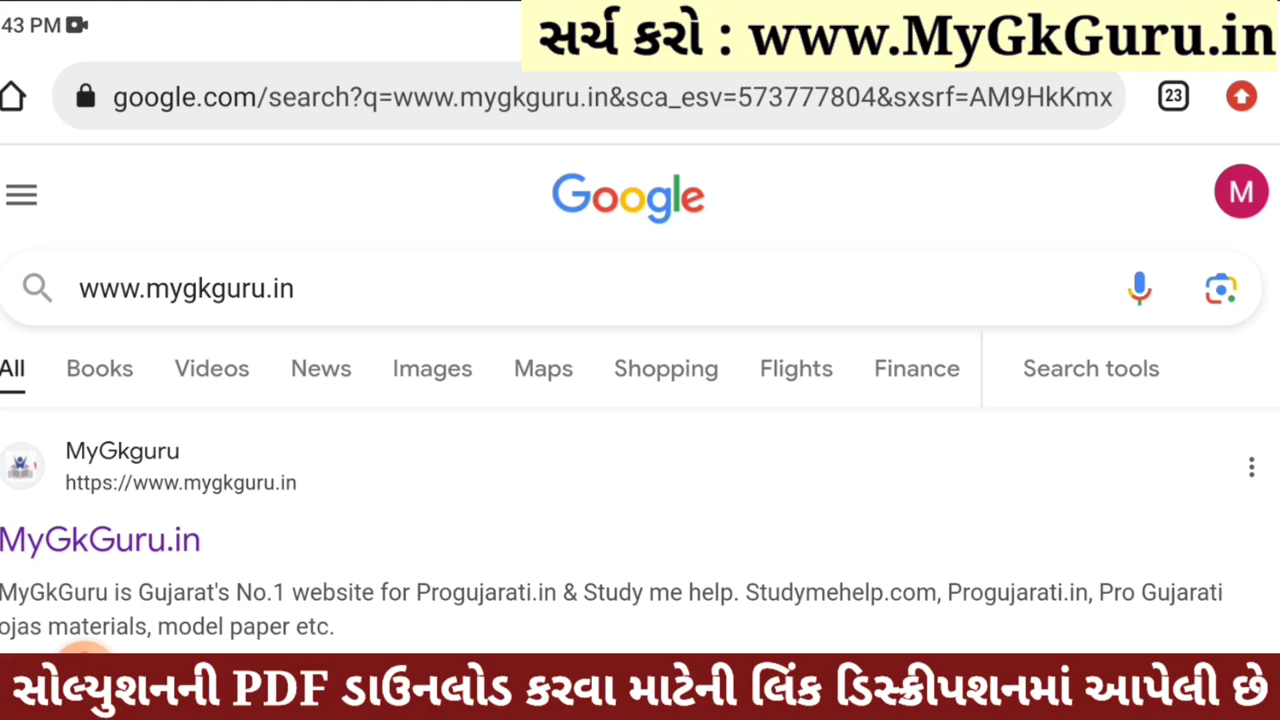 43 PM
સર્ચ કરો : www.MyGkGuru.in
google.com/search?q=www.mygkguru.in&sca_esv=573777804&sxsrf=AM9HkKmx
23
Google
M
www.mygkguru.in
All Books Videos News Images Maps Shopping Flights Finance Search tools
MyGkguru
https://www.mygkguru.in
MyGkGuru.in
MyGkGuru is Gujarat's No.1 website for Progujarati.in & Study me help. Studymehelp.com, Progujarati.in, Pro Gujarati
ojas materials, model paper etc.
સોલ્યુશનની PDF ડાઉનલોડ કરવા માટેની લિંક ડિસ્ક્રીપશનમાં આપેલી છે